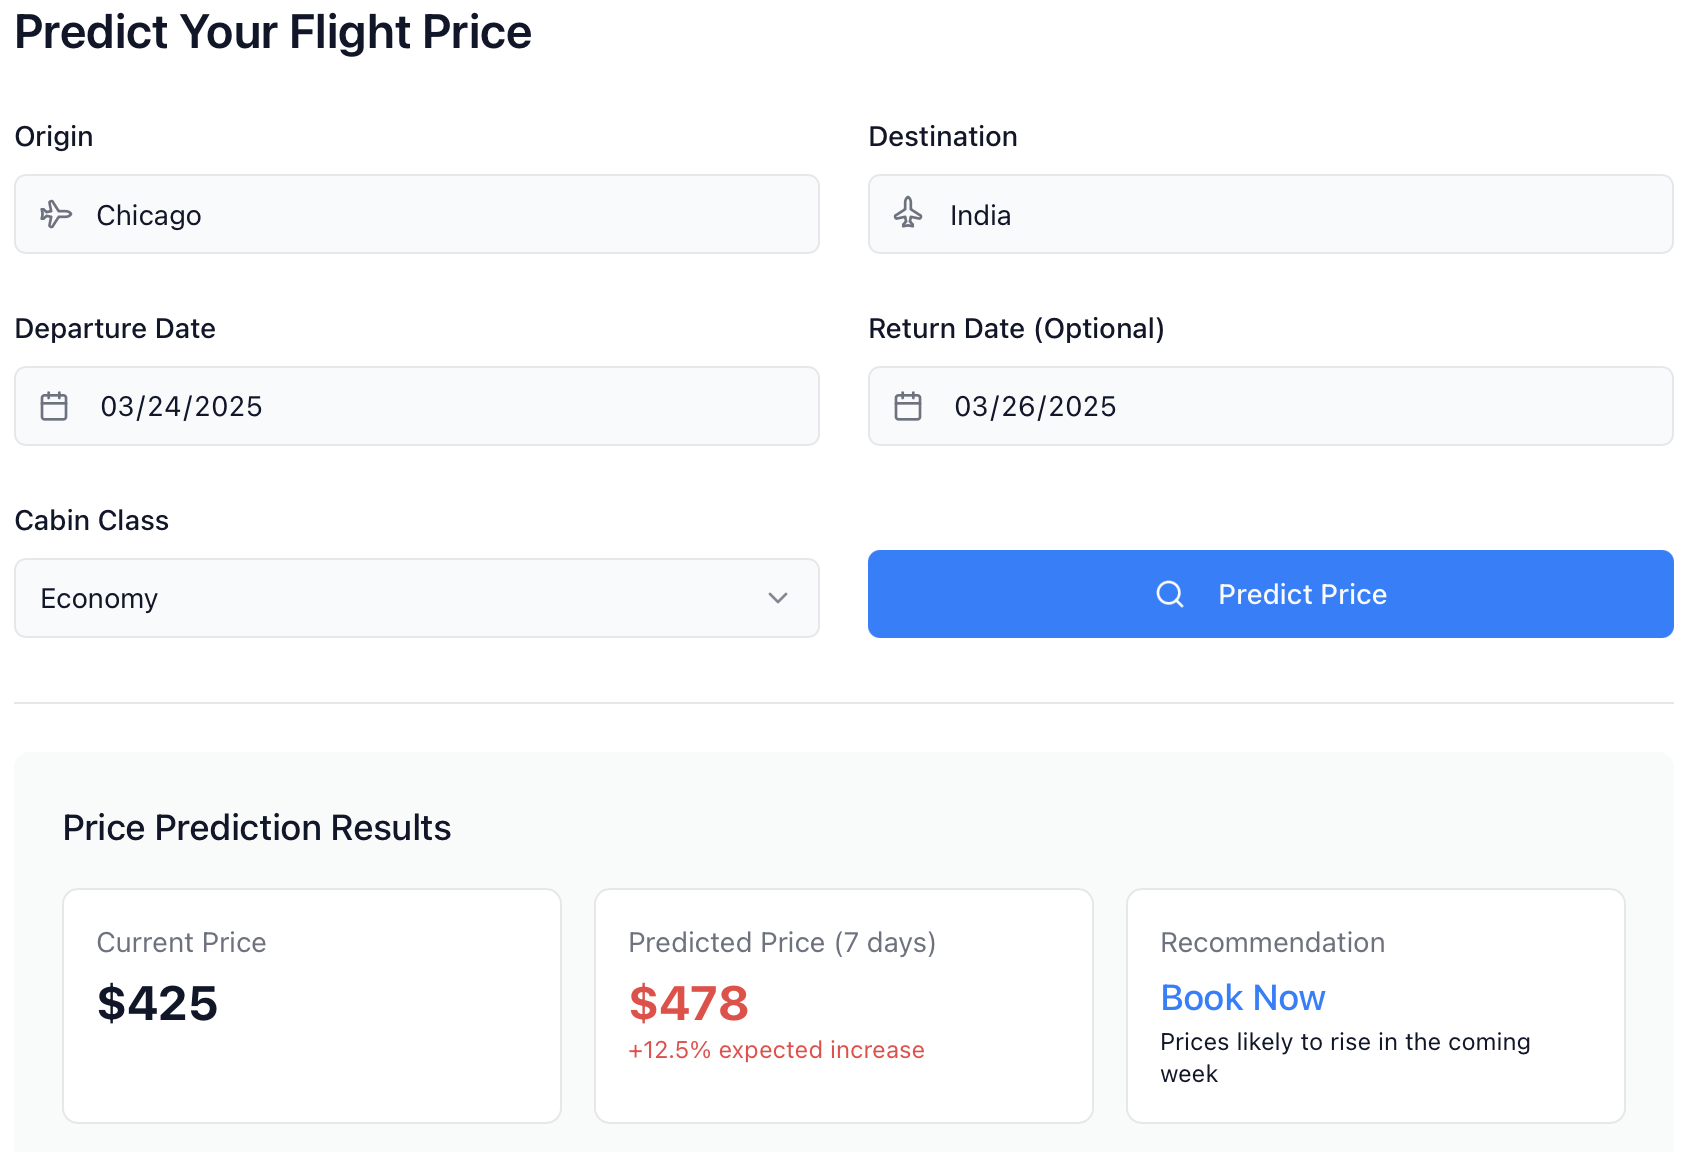 Predict Your Flight Price
Origin
Destination
Chicago
India
Departure Date
Return Date (Optional)
03/24/2025
03/26/2025
Cabin Class
Economy
Predict Price
Price Prediction Results
Current Price
$425
Predicted Price (7 days)
$478
+12.5% expected increase
Recommendation
Book Now
Prices likely to rise in the coming
week